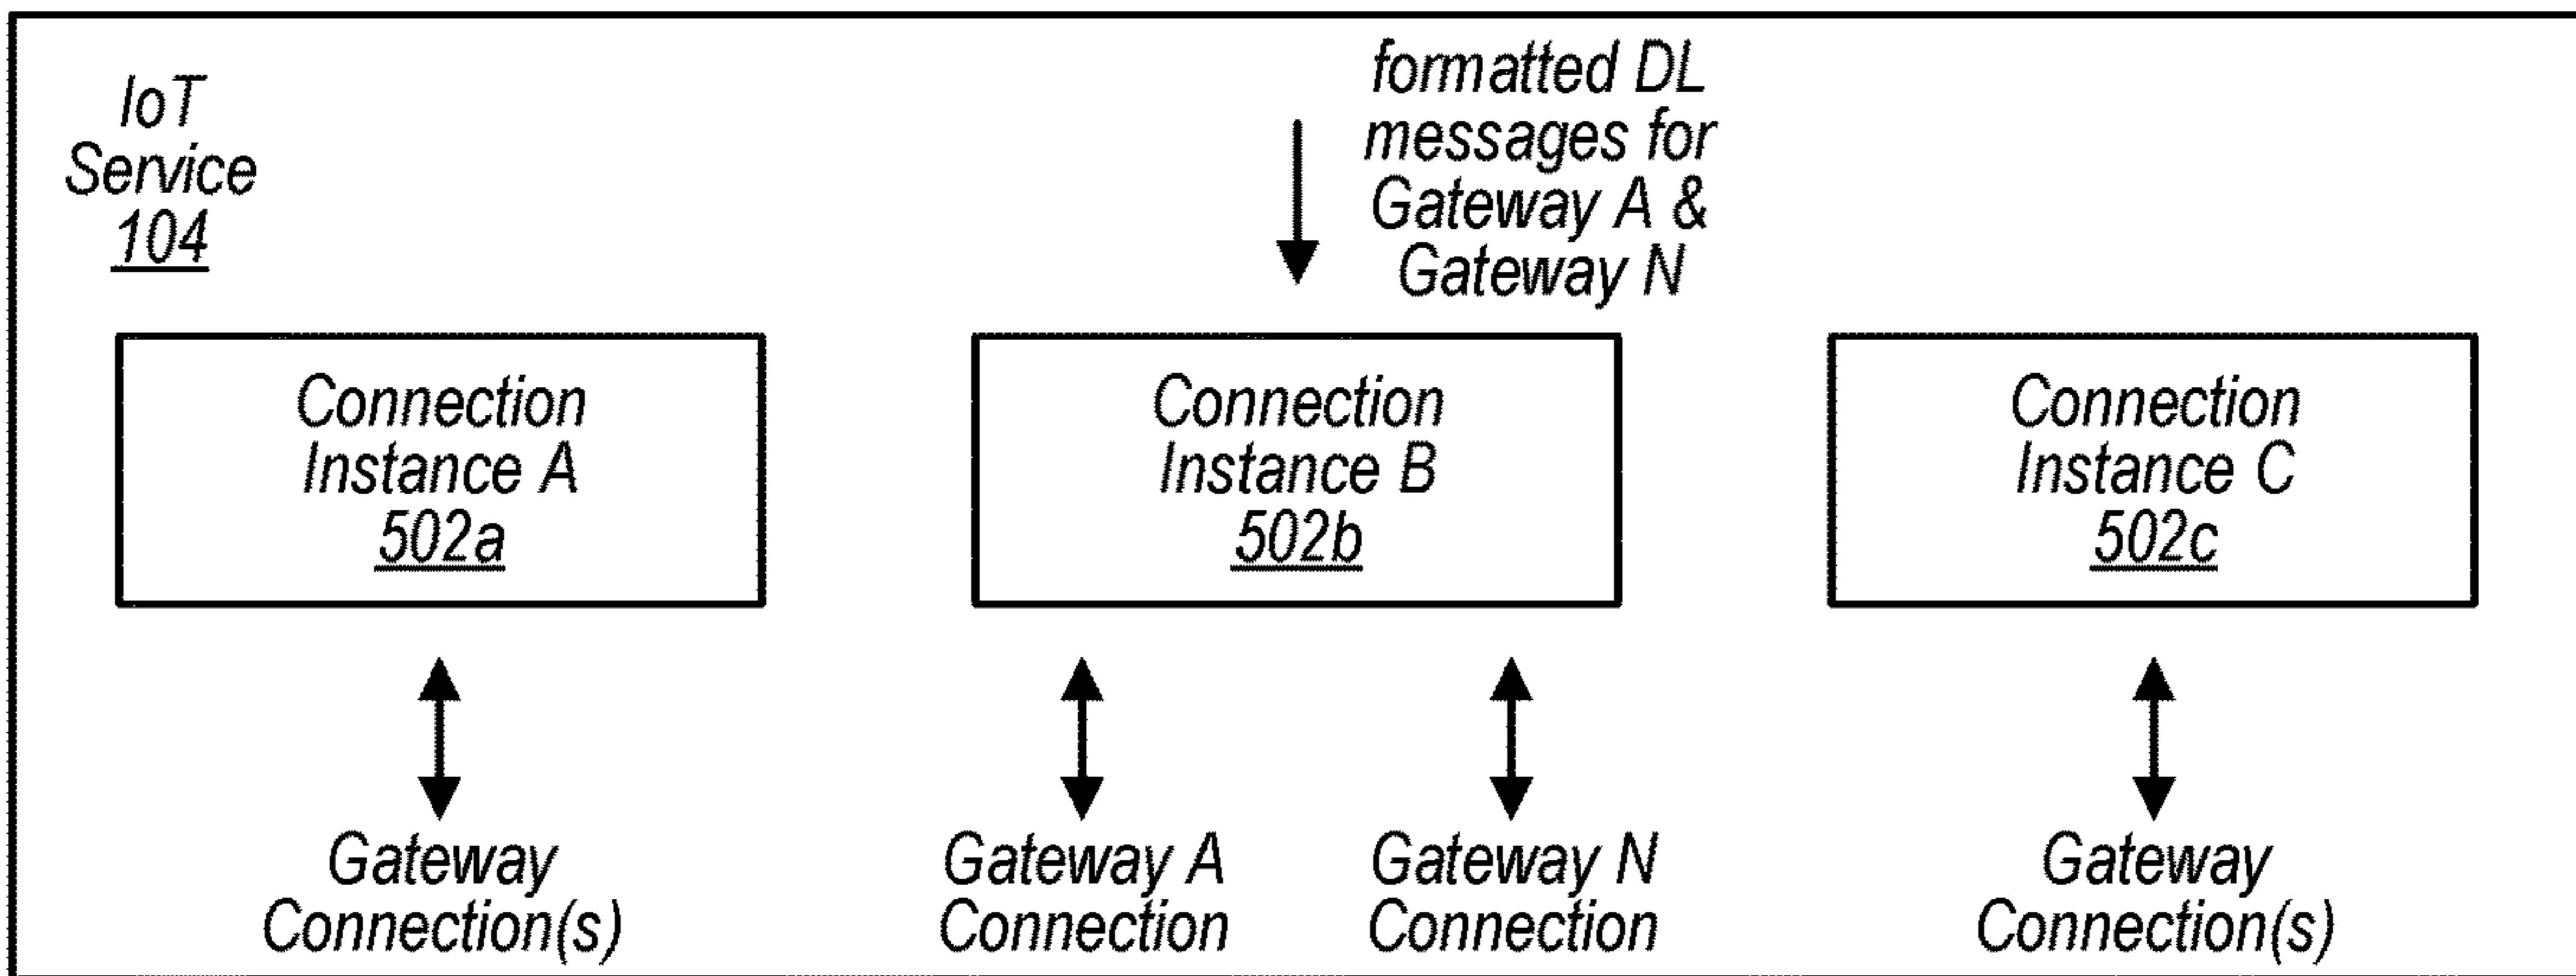 IoT
Service
104
formatted DL
messages for
Gateway A &
Gateway N
Connection
Instance A
502a
Connection
Instance B
502b
Connection
Instance C
502c
Gateway
Connection(s)
Gateway A
Connection
Gateway N
Connection
Gateway
Connection(s)